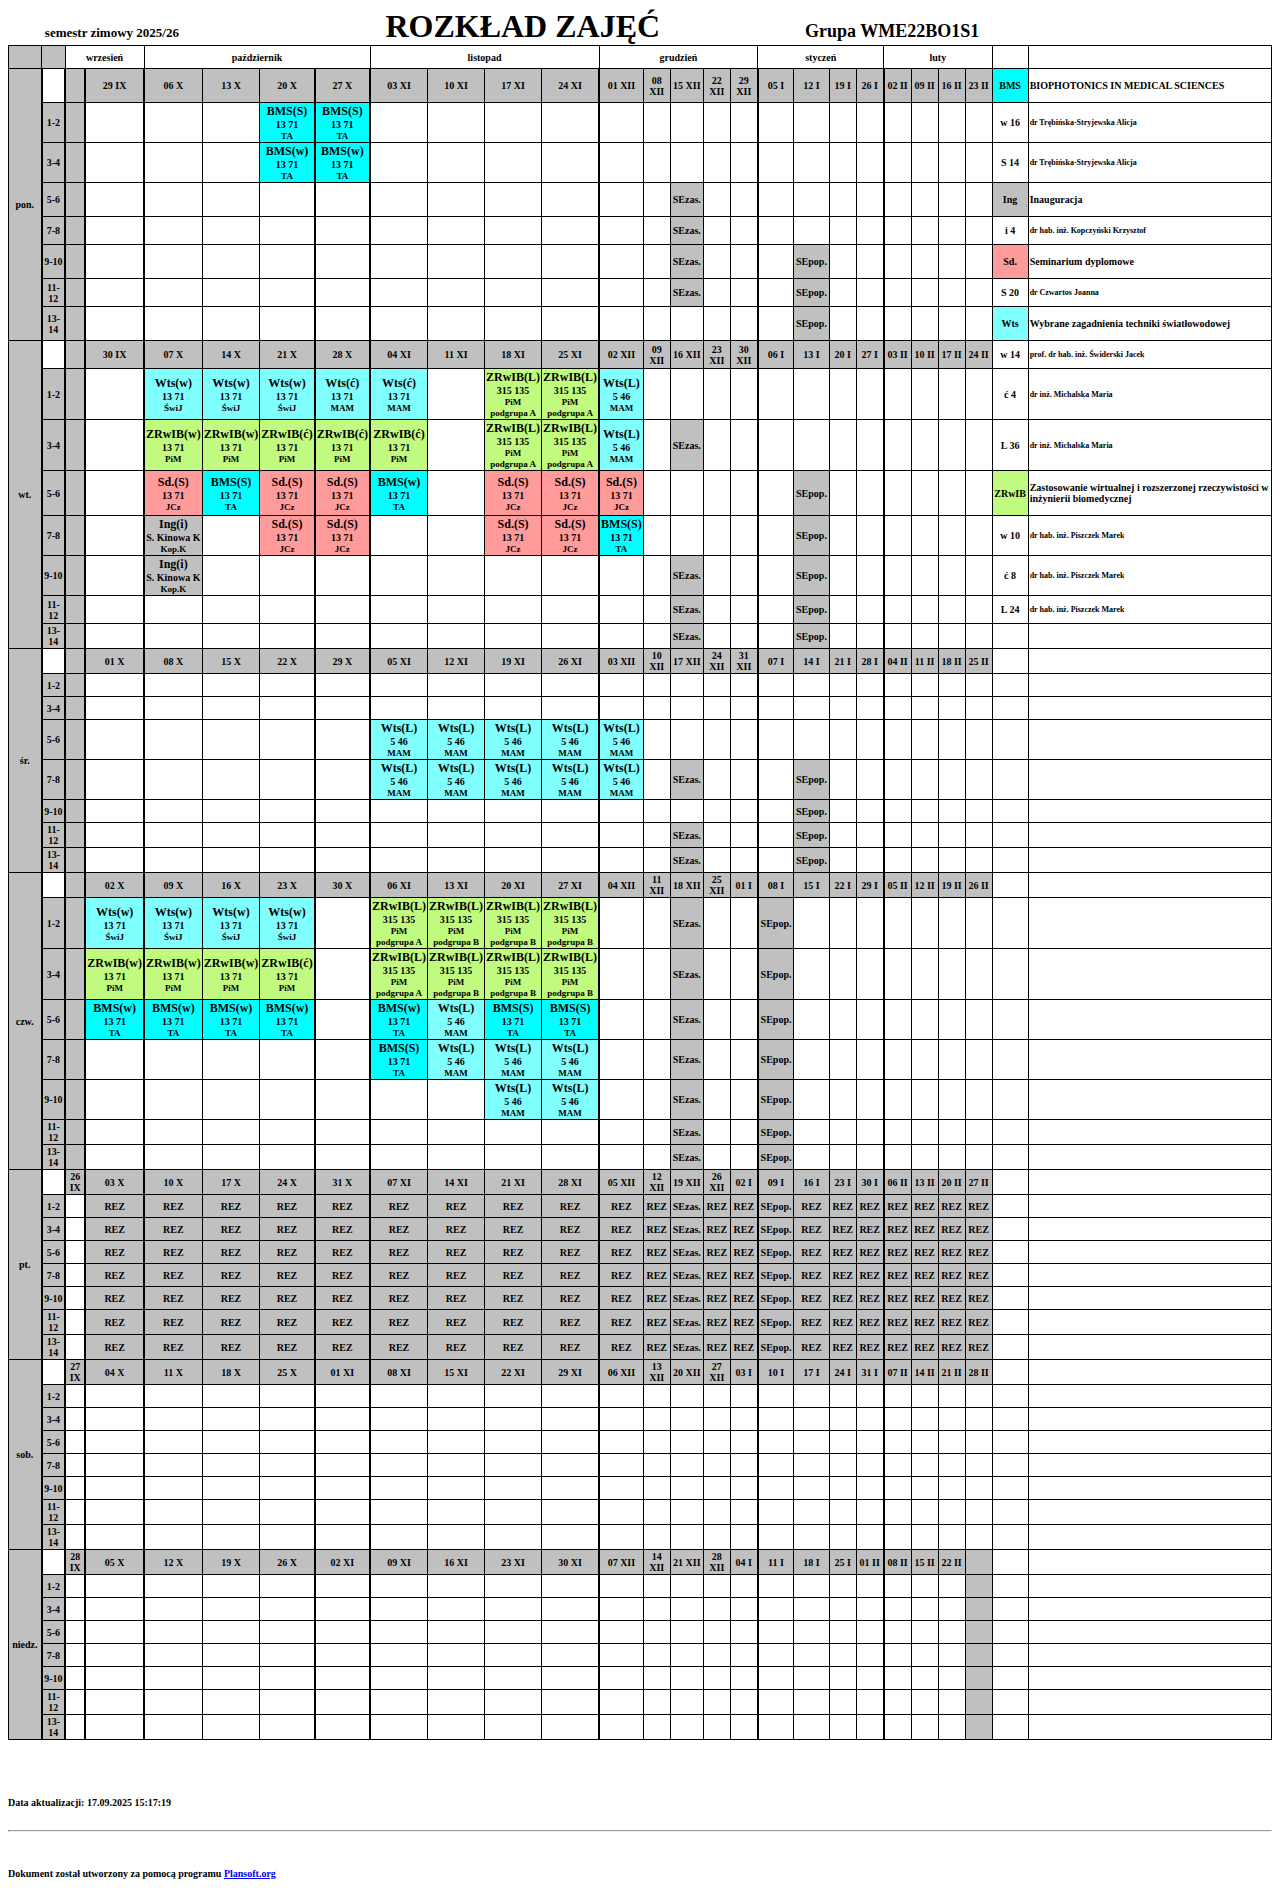 semestr zimowy 2025/26 ROZKŁAD ZAJĘĆ Grupa WME22BO1S1
wrzesień październik listopad grudzień styczeń luty
pon.
29 IX 06 X 13 X 20 X 27 X 03 XI 10 XI 17 XI 24 XI 01 XII 08 XII 15 XII 22 XII 29 XII 05 I 12 I 19 I 26 I 02 II 09 II 16 II 23 II BMS BIOPHOTONICS IN MEDICAL SCIENCES
1-2 BMS(S) BMS(S) w 16 dr Trębińska-Stryjewska Alicja
13 71 13 71
TA TA
3-4 BMS(w) BMS(w) S 14 dr Trębińska-Stryjewska Alicja
13 71 13 71
TA TA
5-6 SEzas. Ing Inauguracja
7-8 SEzas. i 4 dr hab. inż. Kopczyński Krzysztof
9-10 SEzas. SEpop. Sd. Seminarium dyplomowe
11-12 SEzas. SEpop. S 20 dr Czwartos Joanna
13-14 SEpop. Wts Wybrane zagadnienia techniki światłowodowej
wt.
30 IX 07 X 14 X 21 X 28 X 04 XI 11 XI 18 XI 25 XI 02 XII 09 XII 16 XII 23 XII 30 XII 06 I 13 I 20 I 27 I 03 II 10 II 17 II 24 II w 14 prof. dr hab. inż. Świderski Jacek
1-2 Wts(w) Wts(w) Wts(w) Wts(ć) Wts(ć) ZRwIB(L) ZRwIB(L) Wts(L) ć 4 dr inż. Michalska Maria
13 71 13 71 13 71 13 71 13 71 315 135 315 135 5 46
ŚwiJ ŚwiJ ŚwiJ MAM MAM PiM PiM MAM
podgrupa A podgrupa A
3-4 ZRwIB(w) ZRwIB(w) ZRwIB(ć) ZRwIB(ć) ZRwIB(ć) ZRwIB(L) ZRwIB(L) Wts(L) SEzas. L 36 dr inż. Michalska Maria
13 71 13 71 13 71 13 71 13 71 315 135 315 135 5 46
PiM PiM PiM PiM PiM PiM PiM MAM
podgrupa A podgrupa A
5-6 Sd.(S) BMS(S) Sd.(S) Sd.(S) BMS(w) Sd.(S) Sd.(S) Sd.(S) SEpop. ZRwIB Zastosowanie wirtualnej i rozszerzonej rzeczywistości w inżynierii biomedycznej
13 71 13 71 13 71 13 71 13 71 13 71 13 71 13 71
JCz TA JCz JCz TA JCz JCz JCz
7-8 Ing(i) Sd.(S) Sd.(S) Sd.(S) Sd.(S) BMS(S) SEpop. w 10 dr hab. inż. Piszczek Marek
S. Kinowa K 13 71 13 71 13 71 13 71 13 71
Kop.K JCz JCz JCz JCz TA
9-10 Ing(i) SEzas. SEpop. ć 8 dr hab. inż. Piszczek Marek
S. Kinowa K
Kop.K
11-12 SEzas. SEpop. L 24 dr hab. inż. Piszczek Marek
13-14 SEzas. SEpop.
śr.
01 X 08 X 15 X 22 X 29 X 05 XI 12 XI 19 XI 26 XI 03 XII 10 XII 17 XII 24 XII 31 XII 07 I 14 I 21 I 28 I 04 II 11 II 18 II 25 II
1-2
3-4
5-6 Wts(L) Wts(L) Wts(L) Wts(L) Wts(L)
5 46 5 46 5 46 5 46 5 46
MAM MAM MAM MAM MAM
7-8 Wts(L) Wts(L) Wts(L) Wts(L) Wts(L) SEzas. SEpop.
5 46 5 46 5 46 5 46 5 46
MAM MAM MAM MAM MAM
9-10 SEpop.
11-12 SEzas. SEpop.
13-14 SEzas. SEpop.
czw.
02 X 09 X 16 X 23 X 30 X 06 XI 13 XI 20 XI 27 XI 04 XII 11 XII 18 XII 25 XII 01 I 08 I 15 I 22 I 29 I 05 II 12 II 19 II 26 II
1-2 Wts(w) Wts(w) Wts(w) Wts(w) ZRwIB(L) ZRwIB(L) ZRwIB(L) ZRwIB(L) SEzas. SEpop.
13 71 13 71 13 71 13 71 315 135 315 135 315 135 315 135
ŚwiJ ŚwiJ ŚwiJ ŚwiJ PiM PiM PiM PiM
podgrupa A podgrupa B podgrupa B podgrupa B
3-4 ZRwIB(w) ZRwIB(w) ZRwIB(w) ZRwIB(ć) ZRwIB(L) ZRwIB(L) ZRwIB(L) ZRwIB(L) SEzas. SEpop.
13 71 13 71 13 71 13 71 315 135 315 135 315 135 315 135
PiM PiM PiM PiM PiM PiM PiM PiM
podgrupa A podgrupa B podgrupa B podgrupa B
5-6 BMS(w) BMS(w) BMS(w) BMS(w) BMS(w) Wts(L) BMS(S) BMS(S) SEzas. SEpop.
13 71 13 71 13 71 13 71 13 71 5 46 13 71 13 71
TA TA TA TA TA MAM TA TA
7-8 BMS(S) Wts(L) Wts(L) Wts(L) SEzas. SEpop.
13 71 5 46 5 46 5 46
TA MAM MAM MAM
9-10 Wts(L) Wts(L) SEzas. SEpop.
5 46 5 46
MAM MAM
11-12 SEzas. SEpop.
13-14 SEzas. SEpop.
pt.
26 IX 03 X 10 X 17 X 24 X 31 X 07 XI 14 XI 21 XI 28 XI 05 XII 12 XII 19 XII 26 XII 02 I 09 I 16 I 23 I 30 I 06 II 13 II 20 II 27 II
1-2 REZ REZ REZ REZ REZ REZ REZ REZ REZ REZ REZ SEzas. REZ REZ SEpop. REZ REZ REZ REZ REZ REZ REZ
3-4 REZ REZ REZ REZ REZ REZ REZ REZ REZ REZ REZ SEzas. REZ REZ SEpop. REZ REZ REZ REZ REZ REZ REZ
5-6 REZ REZ REZ REZ REZ REZ REZ REZ REZ REZ REZ SEzas. REZ REZ SEpop. REZ REZ REZ REZ REZ REZ REZ
7-8 REZ REZ REZ REZ REZ REZ REZ REZ REZ REZ REZ SEzas. REZ REZ SEpop. REZ REZ REZ REZ REZ REZ REZ
9-10 REZ REZ REZ REZ REZ REZ REZ REZ REZ REZ REZ SEzas. REZ REZ SEpop. REZ REZ REZ REZ REZ REZ REZ
11-12 REZ REZ REZ REZ REZ REZ REZ REZ REZ REZ REZ SEzas. REZ REZ SEpop. REZ REZ REZ REZ REZ REZ REZ
13-14 REZ REZ REZ REZ REZ REZ REZ REZ REZ REZ REZ SEzas. REZ REZ SEpop. REZ REZ REZ REZ REZ REZ REZ
sob.
27 IX 04 X 11 X 18 X 25 X 01 XI 08 XI 15 XI 22 XI 29 XI 06 XII 13 XII 20 XII 27 XII 03 I 10 I 17 I 24 I 31 I 07 II 14 II 21 II 28 II
1-2
3-4
5-6
7-8
9-10
11-12
13-14
niedz.
28 IX 05 X 12 X 19 X 26 X 02 XI 09 XI 16 XI 23 XI 30 XI 07 XII 14 XII 21 XII 28 XII 04 I 11 I 18 I 25 I 01 II 08 II 15 II 22 II
1-2
3-4
5-6
7-8
9-10
11-12
13-14
Data aktualizacji: 17.09.2025 15:17:19
Dokument został utworzony za pomocą programu Plansoft.org